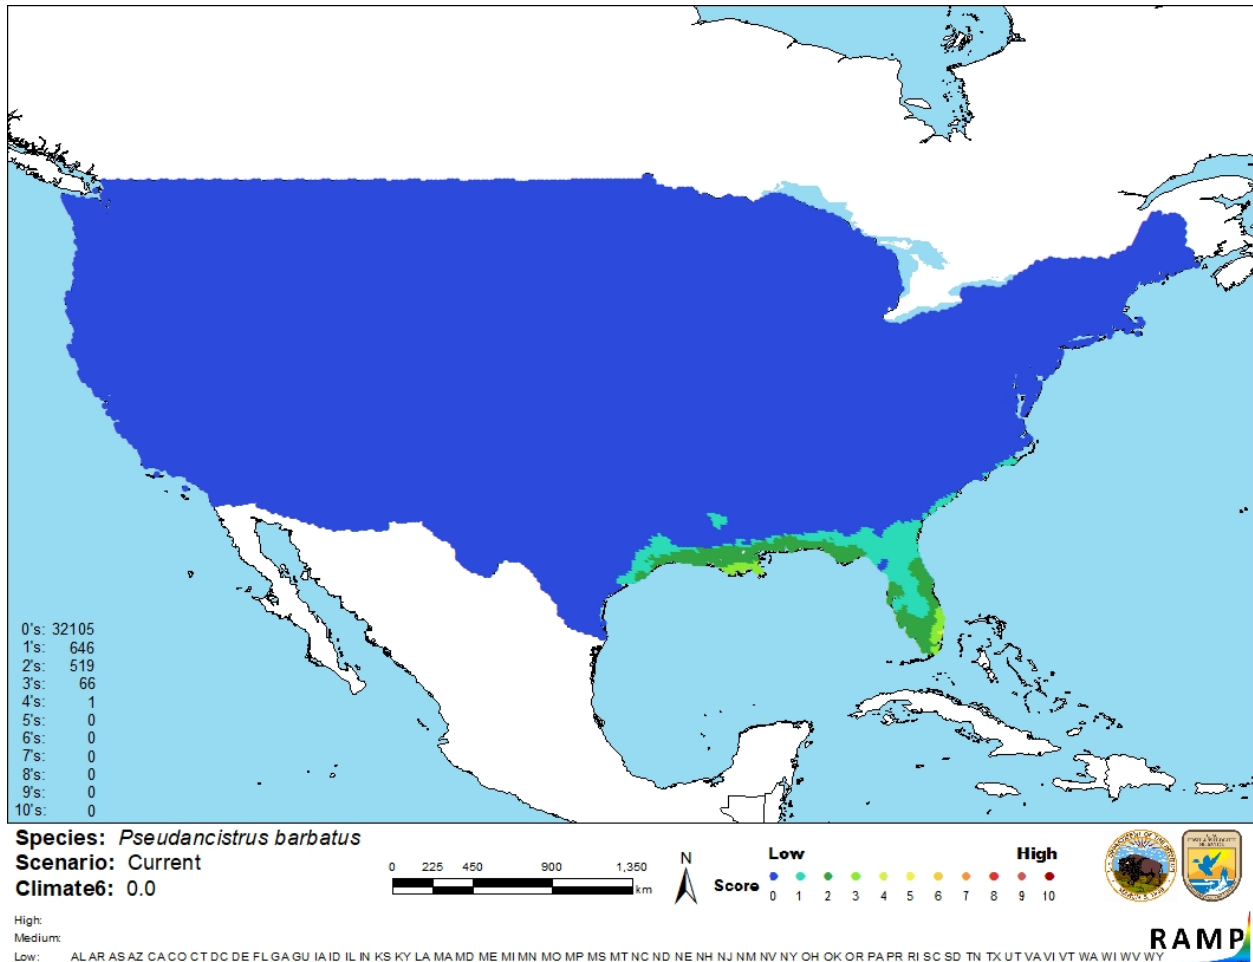 0's: 32105
1's: 646
2's: 519
3's: 66
4's: 1
5's: 0
6's: 0
7's: 0
8's: 0
9's: 0
10's: 0
Species: Pseudancistrus barbatus
Scenario: Current
Climate6: 0.0
0 225 450 900 1,350
km
N
Low High
Score
0 1 2 3 4 5 6 7 8 9 10
High:
Medium:
Low: AL AR AS AZ CA CO CT DC DE FL GA GU IA ID IL IN KS KY LA MA MD ME MI MN MO MP MS MT NC ND NE NH NJ NM NV NY OH OK OR PA PR RI SC SD TN TX UT VA VI VT WA WI WV WY
RAMP